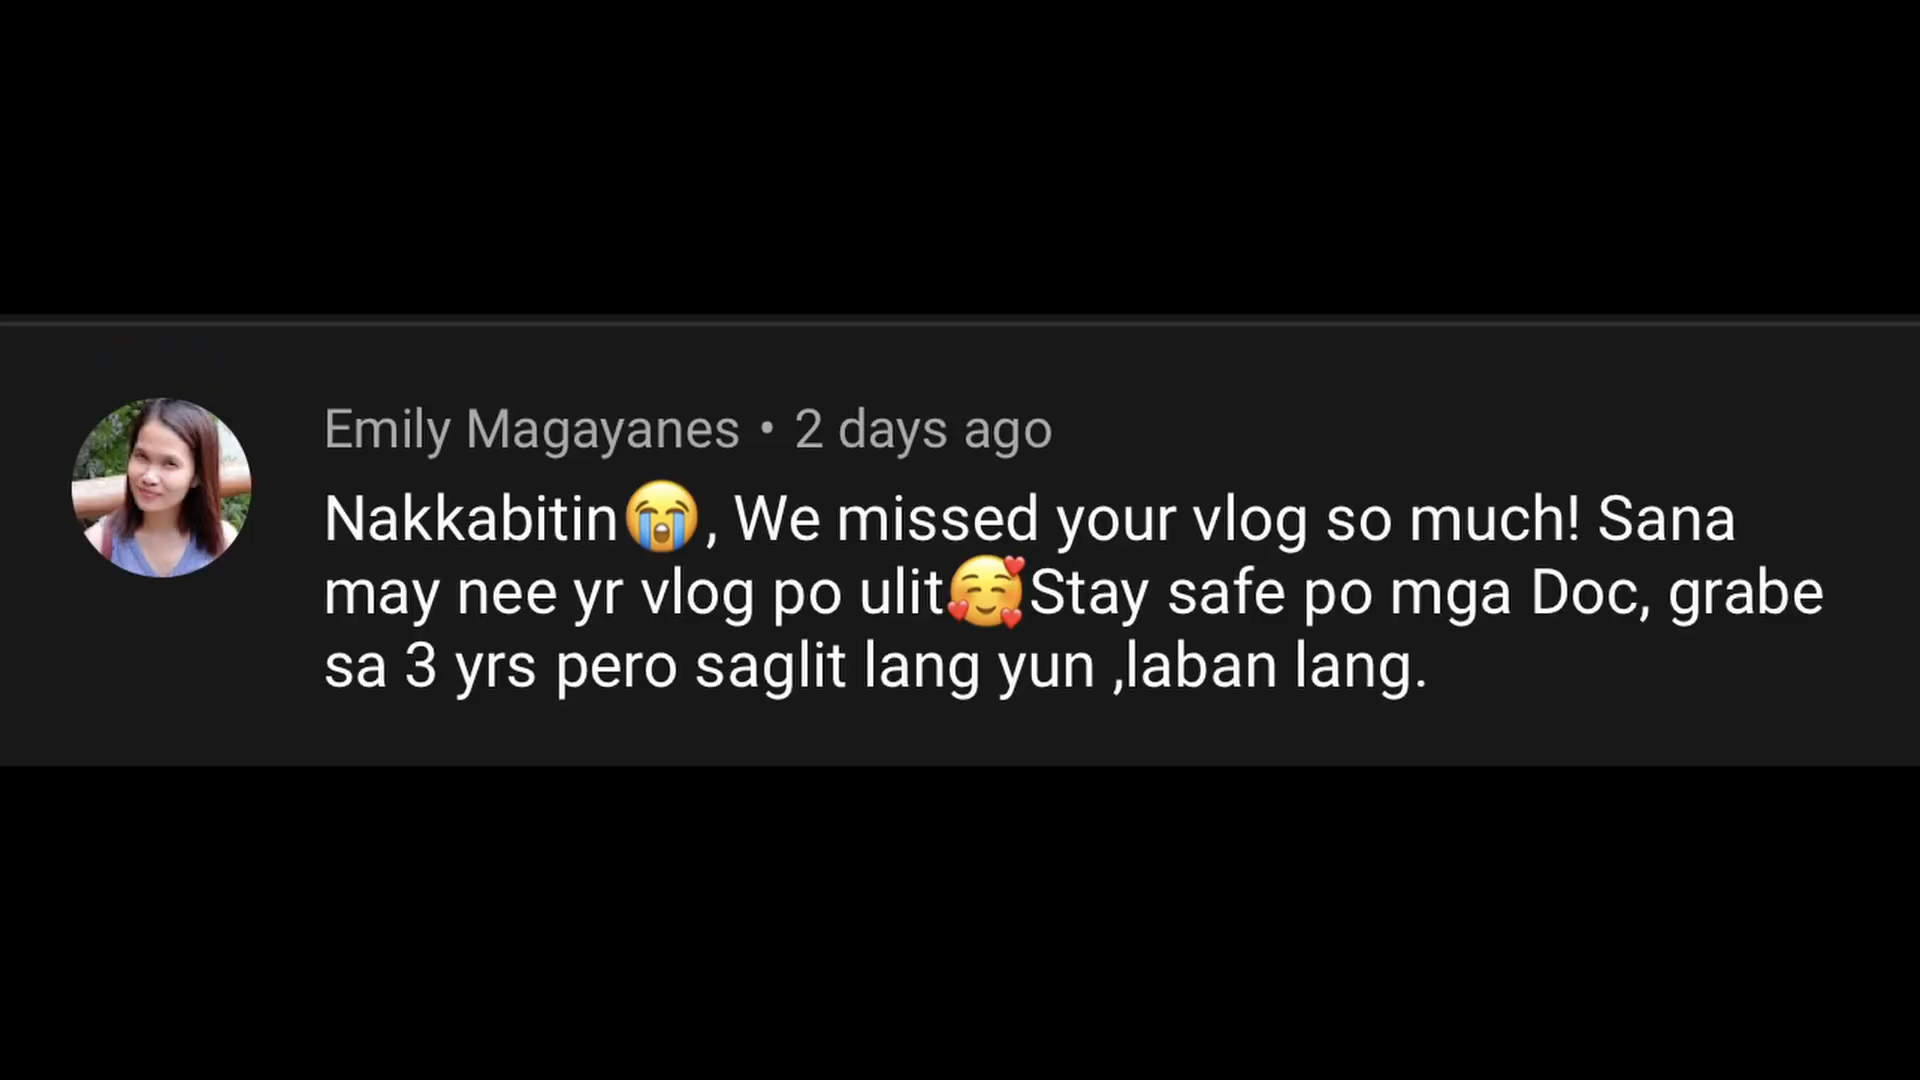 Emily Magayanes • 2 days ago
Nakkabitin😭, We missed your vlog so much! Sana
may nee yr vlog po ulit🥰Stay safe po mga Doc, grabe
sa 3 yrs pero saglit lang yun ,laban lang.